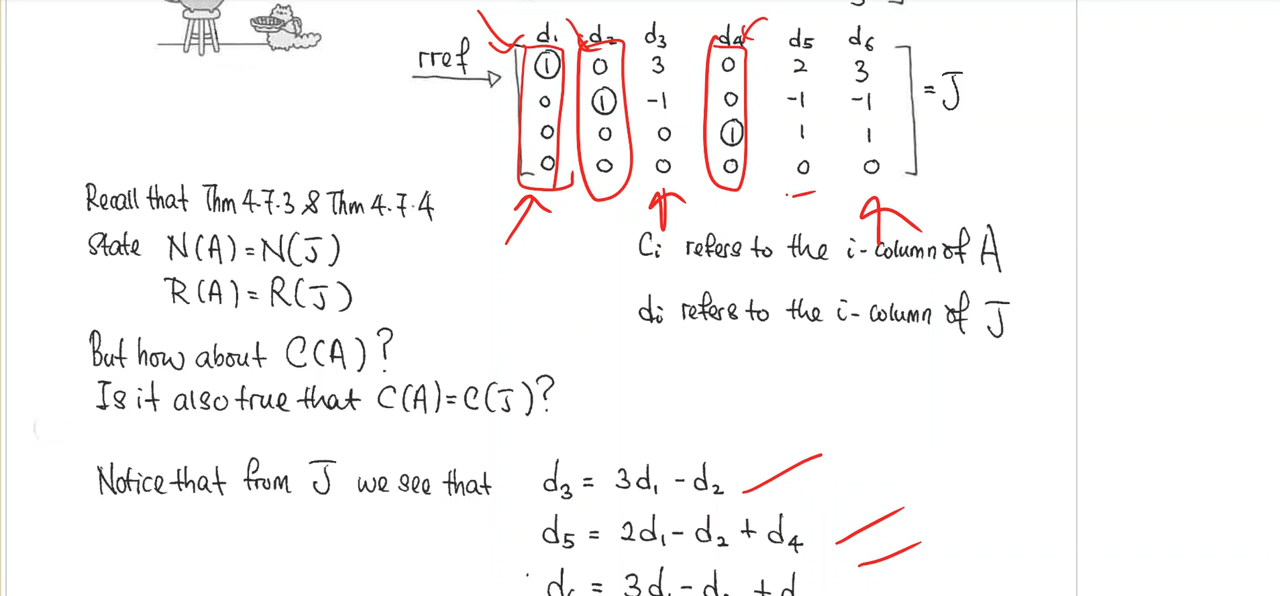 d₁ d₂ d₃ d₄ d₅ d₆
rref
1 0 3 0 2 3
0 1 -1 0 -1 -1 = J
0 0 0 1 1 1
0 0 0 0 0 0
Recall that Thm 4.7.3 & Thm 4.7.4
State N(A) = N(J)
R(A) = R(J)
Ci refers to the i-column of A
di refers to the i-column of J
But how about C(A)?
Is it also true that C(A) = C(J)?
Notice that from J we see that d₃ = 3d₁ - d₂
d₅ = 2d₁ - d₂ + d₄
= 3d - d + d